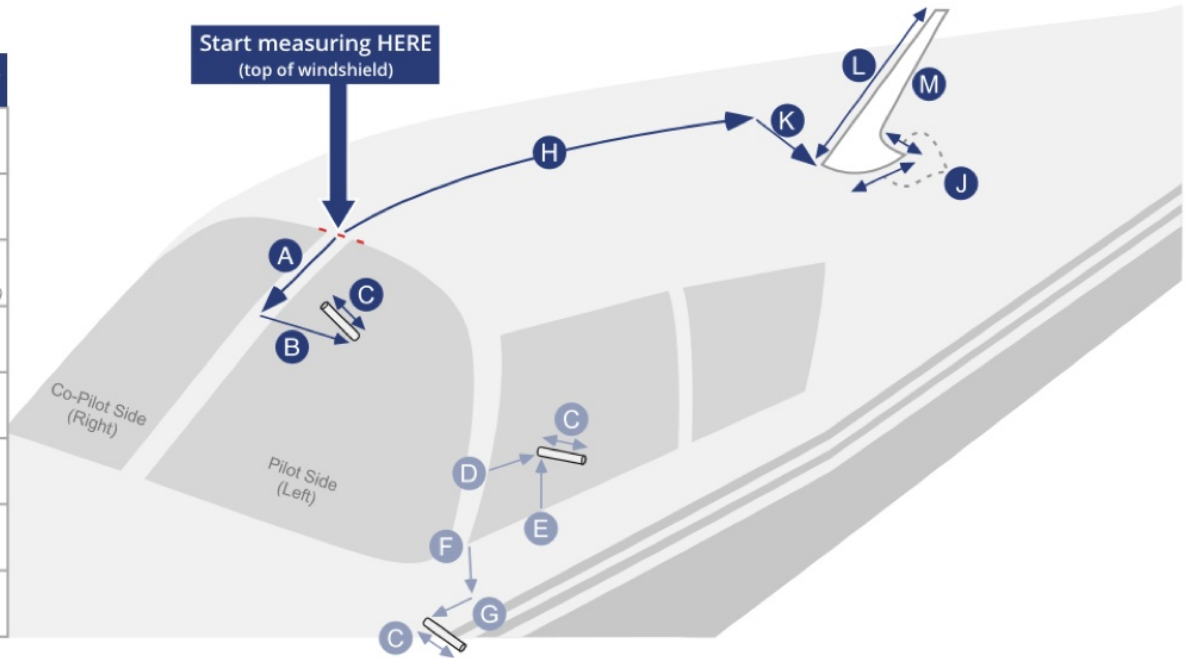 Start measuring HERE
(top of windshield)
L
M
K
H
J
A
C
B
Co-Pilot Side
(Right)
C
D
Pilot Side
(Left)
E
F
G
C
)